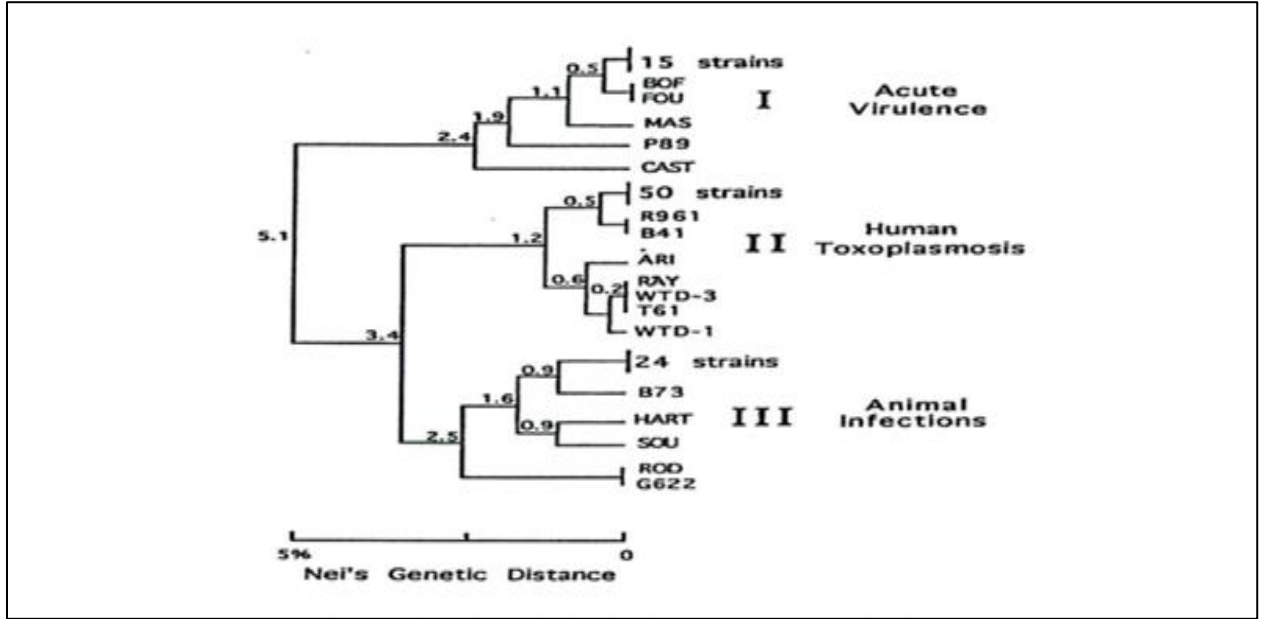 0.5
15 strains
BOF
FOU
I
Acute
Virulence
1.1
MAS
1.9
P89
2.4
CAST
50 strains
0.5
R961
B41
II
Human
Toxoplasmosis
5.1
1.2
ARI
0.6
RAY
0.2
WTD-3
T61
WTD-1
3.4
24 strains
0.9
B73
1.6
HART
III
Animal
Infections
0.9
SOU
2.5
ROD
G622
5%
0
Nei's Genetic Distance